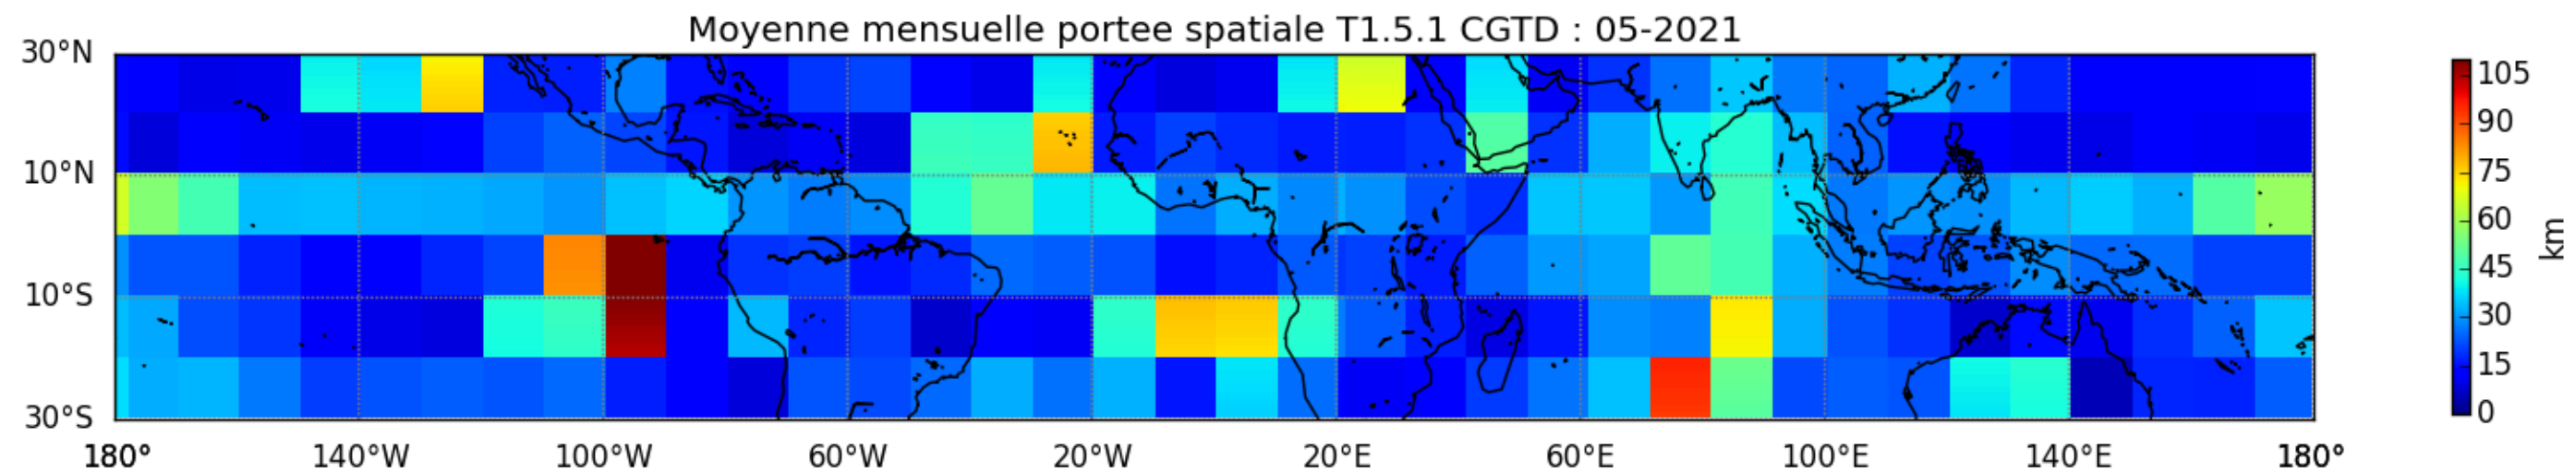 Moyenne mensuelle portee spatiale T1.5.1 CGTD : 05-2021
30°N
10°N
10°S
30°S
180° 140°W 100°W 60°W 20°W 20°E 60°E 100°E 140°E 180°
105
90
75
60
45
30
15
0
km